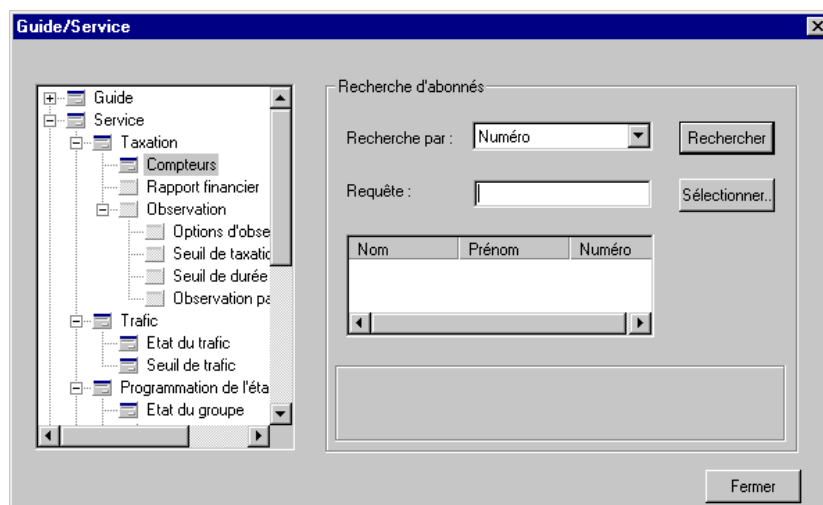 Guide/Service
Guide
Service
Taxation
Compteurs
Rapport financier
Observation
Options d'obse
Seuil de taxatio
Seuil de durée
Observation pa
Trafic
Etat du trafic
Seuil de trafic
Programmation de l'éta
Etat du groupe
Recherche d'abonnés
Recherche par : Numéro Rechercher
Requête : Sélectionner..
Nom Prénom Numéro
Fermer